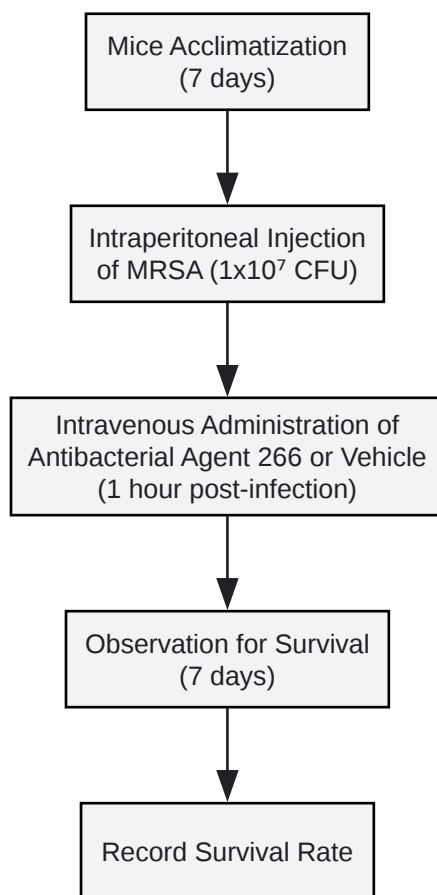 Mice Acclimatization
(7 days)
Intraperitoneal Injection
of MRSA (1x10⁷ CFU)
Intravenous Administration of
Antibacterial Agent 266 or Vehicle
(1 hour post-infection)
Observation for Survival
(7 days)
Record Survival Rate